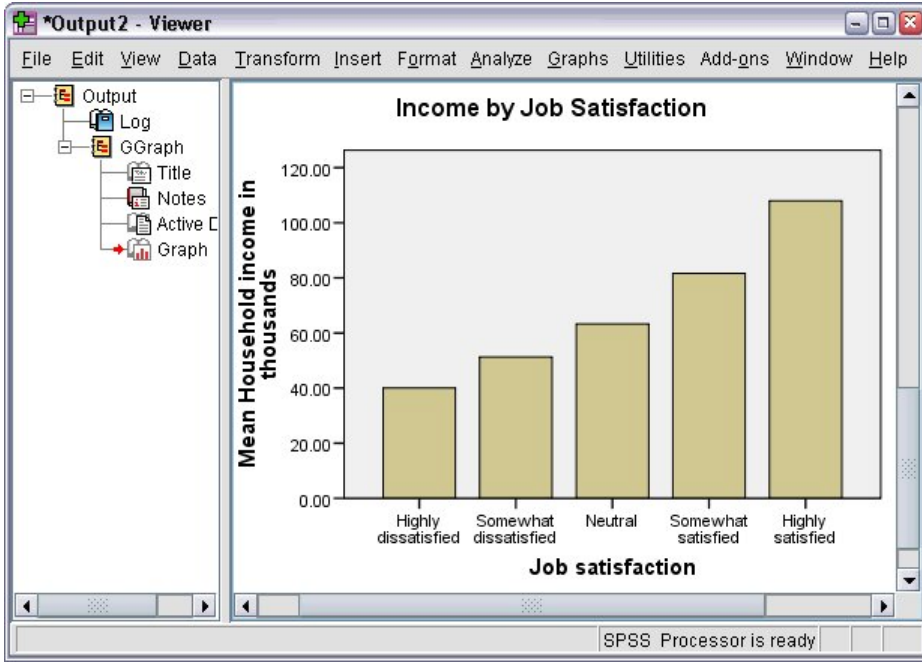 *Output2 - Viewer
File Edit View Data Transform Insert Format Analyze Graphs Utilities Add-ons Window Help
Output
Log
GGraph
Title
Notes
Active D
Graph
Income by Job Satisfaction
Mean Household income in
thousands
120.00
100.00
80.00
60.00
40.00
20.00
0.00
Highly
dissatisfied
Somewhat
dissatisfied
Neutral
Somewhat
satisfied
Highly
satisfied
Job satisfaction
SPSS Processor is ready